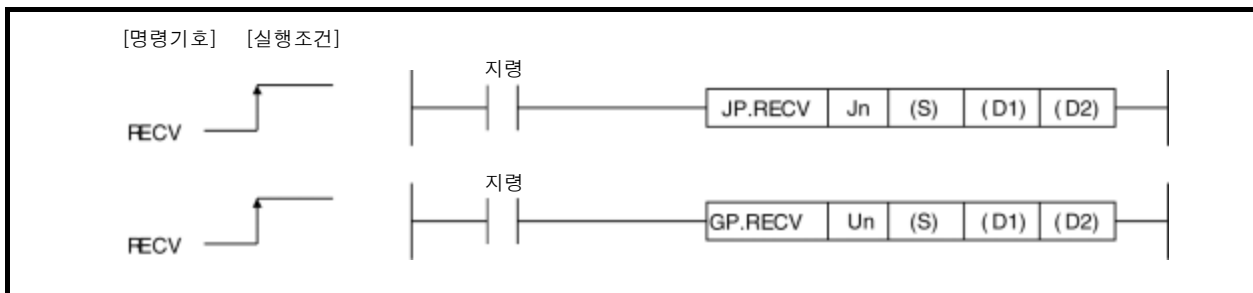 [명령기호] [실행조건]
지령
RECV
JP.RECV Jn (S) (D1) (D2)
지령
RECV
GP.RECV Un (S) (D1) (D2)